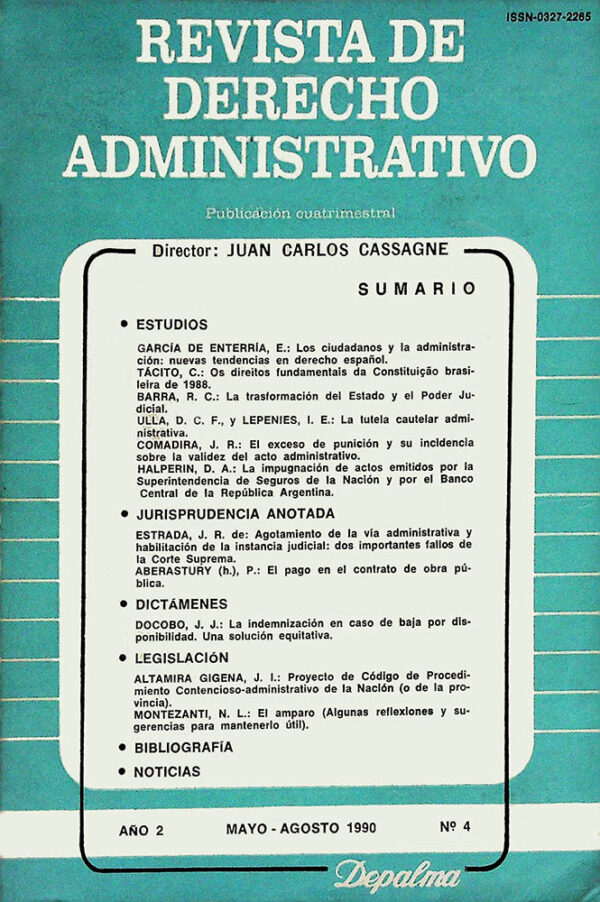 ISSN-0327-2265
REVISTA DE
DERECHO
ADMINISTRATIVO
Publicación cuatrimestral
Director: JUAN CARLOS CASSAGNE
SUMARIO
• ESTUDIOS
GARCÍA DE ENTERRÍA, E.: Los ciudadanos y la administra-
ción: nuevas tendencias en derecho español.
TÁCITO, C.: Os direitos fundamentais da Constituição brasi-
leira de 1988.
BARRA, R. C.: La trasformación del Estado y el Poder Ju-
dicial.
ULLA, D. C. F., y LEPENIES, I. E.: La tutela cautelar admi-
nistrativa.
COMADIRA, J. R.: El exceso de punición y su incidencia
sobre la validez del acto administrativo.
HALPERIN, D. A.: La impugnación de actos emitidos por la
Superintendencia de Seguros de la Nación y por el Banco
Central de la República Argentina.
• JURISPRUDENCIA ANOTADA
ESTRADA, J. R. de: Agotamiento de la vía administrativa y
habilitación de la instancia judicial: dos importantes fallos de
la Corte Suprema.
ABERASTURY (h.), P.: El pago en el contrato de obra pú-
blica.
• DICTÁMENES
DOCOBO, J. J.: La indemnización en caso de baja por dis-
ponibilidad. Una solución equitativa.
• LEGISLACIÓN
ALTAMIRA GIGENA, J. I.: Proyecto de Código de Procedi-
miento Contencioso-administrativo de la Nación (o de la pro-
vincia).
MONTEZANTI, N. L.: El amparo (Algunas reflexiones y su-
gerencias para mantenerlo útil).
• BIBLIOGRAFÍA
• NOTICIAS
AÑO 2 MAYO - AGOSTO 1990 Nº 4
Depalma